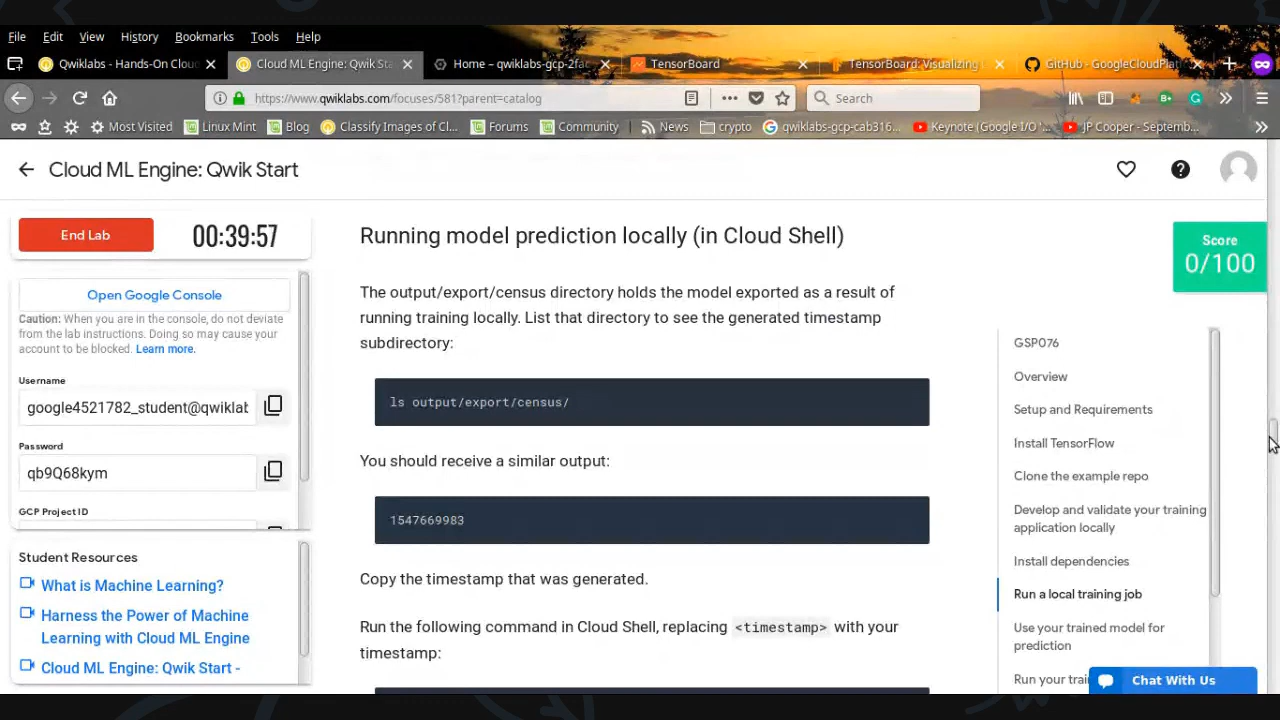 File Edit View History Bookmarks Tools Help
Qwiklabs - Hands-On Cloud
Cloud ML Engine: Qwik Sta
Home – qwiklabs-gcp-2fac
TensorBoard
TensorBoard: Visualizing
GitHub - GoogleCloudPlat
https://www.qwiklabs.com/focuses/581?parent=catalog
Search
Most Visited
Linux Mint
Blog
Classify Images of Cl...
Forums
Community
News
crypto
qwiklabs-gcp-cab316...
Keynote (Google I/O '...
JP Cooper - Septemb...
Cloud ML Engine: Qwik Start
End Lab
00:39:57
Open Google Console
Caution: When you are in the console, do not deviate
from the lab instructions. Doing so may cause your
account to be blocked. Learn more.
Username
google4521782_student@qwiklab
Password
qb9Q68kym
GCP Project ID
Student Resources
What is Machine Learning?
Harness the Power of Machine
Learning with Cloud ML Engine
Cloud ML Engine: Qwik Start -
Running model prediction locally (in Cloud Shell)
The output/export/census directory holds the model exported as a result of
running training locally. List that directory to see the generated timestamp
subdirectory:
ls output/export/census/
You should receive a similar output:
1547669983
Copy the timestamp that was generated.
Run the following command in Cloud Shell, replacing <timestamp> with your
timestamp:
Score
0/100
GSP076
Overview
Setup and Requirements
Install TensorFlow
Clone the example repo
Develop and validate your training
application locally
Install dependencies
Run a local training job
Use your trained model for
prediction
Run your trai
Chat With Us